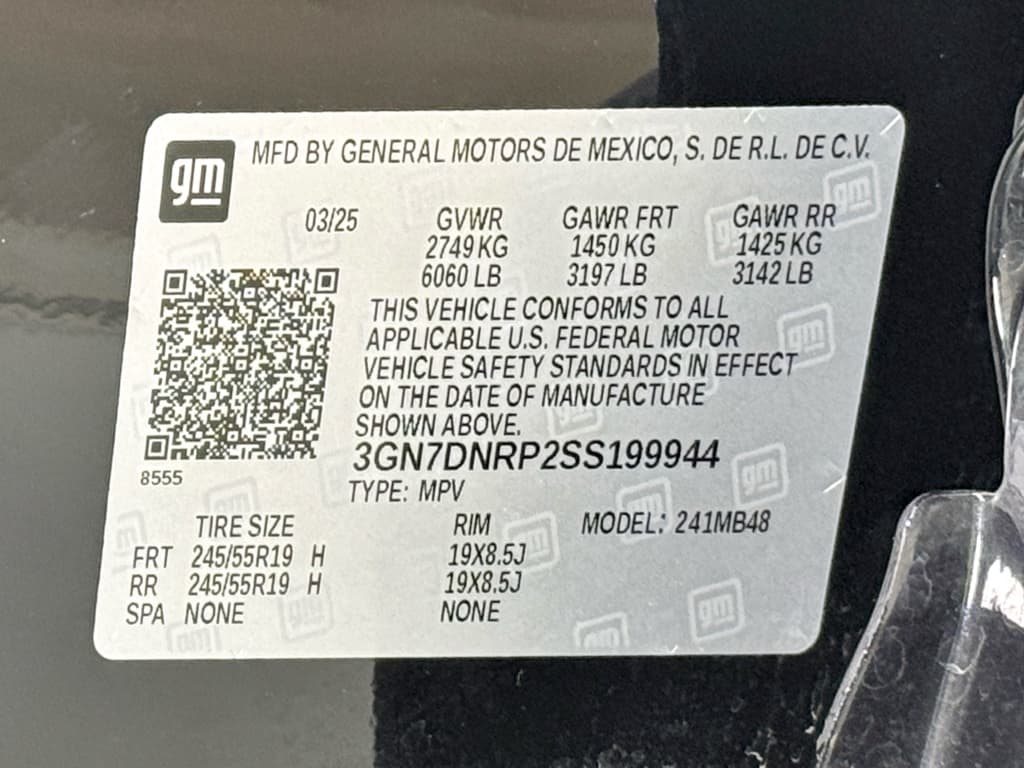 gm MFD BY GENERAL MOTORS DE MEXICO, S. DE R.L. DE C.V.
03/25 GVWR GAWR FRT GAWR RR
2749 KG 1450 KG 1425 KG
6060 LB 3197 LB 3142 LB
THIS VEHICLE CONFORMS TO ALL
APPLICABLE U.S. FEDERAL MOTOR
VEHICLE SAFETY STANDARDS IN EFFECT
ON THE DATE OF MANUFACTURE
SHOWN ABOVE.
3GN7DNRP2SS199944
8555
TYPE: MPV
TIRE SIZE RIM MODEL: 241MB48
FRT 245/55R19 H 19X8.5J
RR 245/55R19 H 19X8.5J
SPA NONE NONE